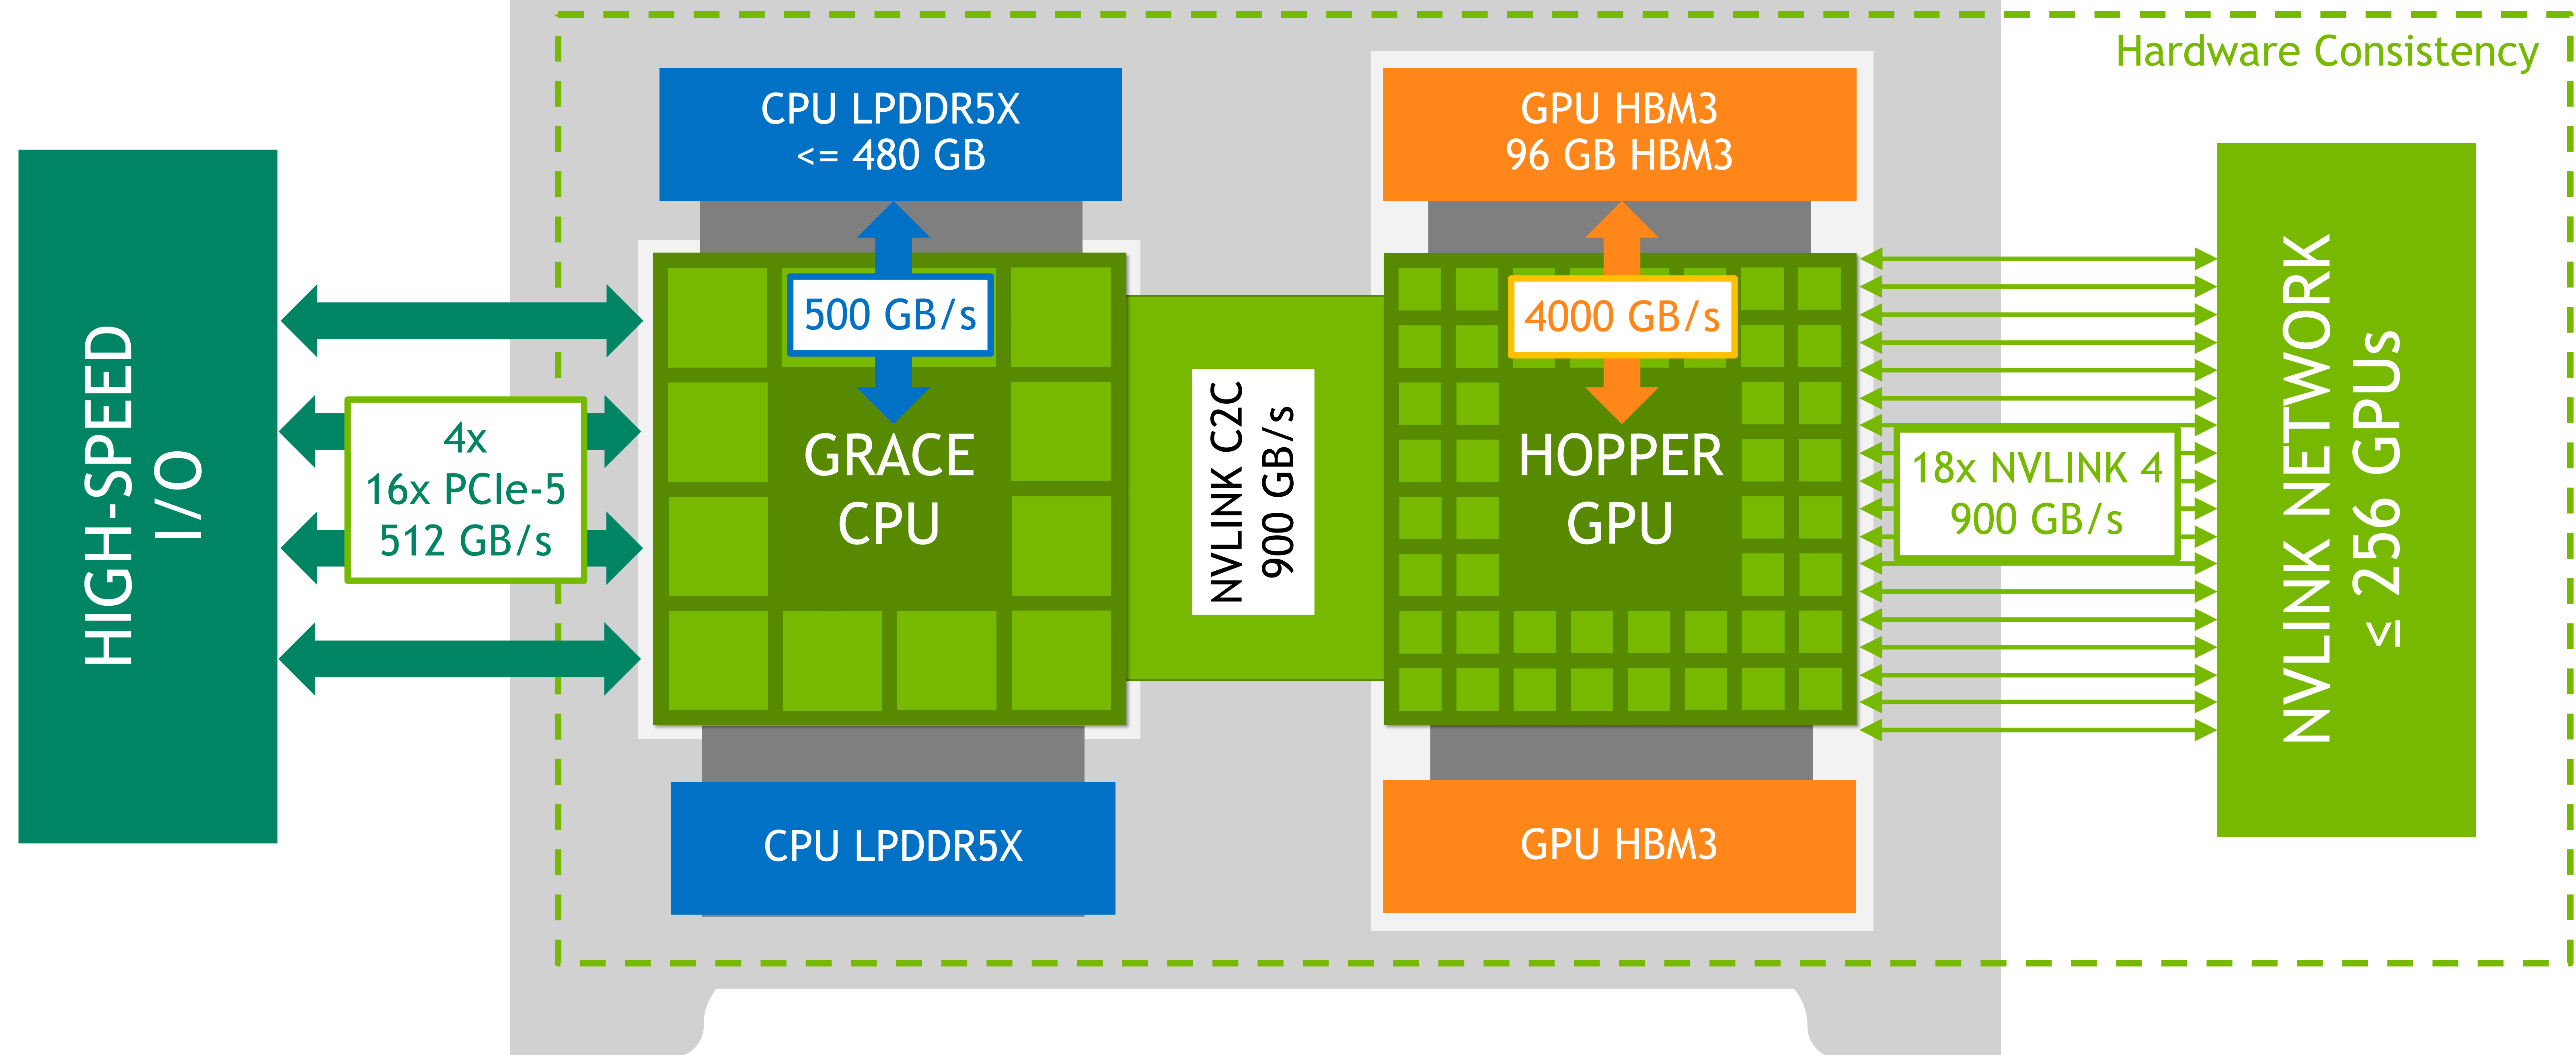 Hardware Consistency
HIGH-SPEED
I/O
4x
16x PCIe-5
512 GB/s
CPU LPDDR5X
<= 480 GB
500 GB/s
GRACE
CPU
CPU LPDDR5X
NVLINK C2C
900 GB/s
GPU HBM3
96 GB HBM3
4000 GB/s
HOPPER
GPU
GPU HBM3
18x NVLINK 4
900 GB/s
NVLINK NETWORK
≤ 256 GPUs